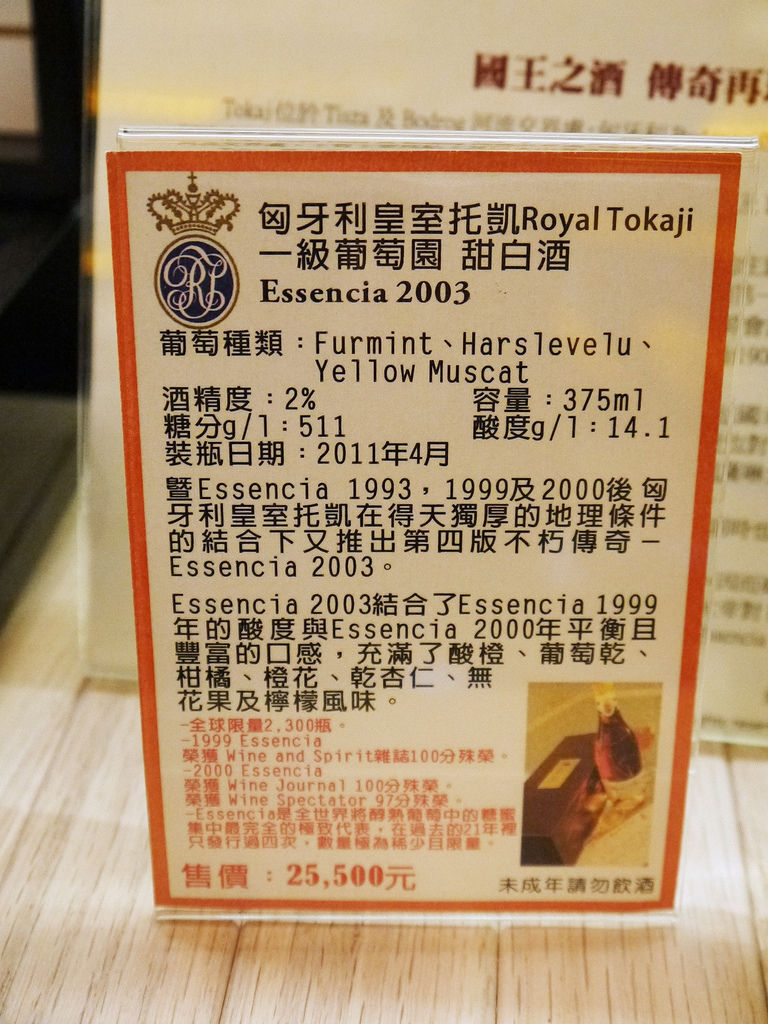 國王之酒 傳奇再
Tokaj位於Tisza 及 Bodrog
匈牙利皇室托凱Royal Tokaji
一級葡萄園 甜白酒
Essencia 2003
葡萄種類：Furmint、Harslevelu、
Yellow Muscat
酒精度：2% 容量：375ml
糖分g/l：511 酸度g/l：14.1
裝瓶日期：2011年4月
暨Essencia 1993，1999及2000後匈
牙利皇室托凱在得天獨厚的地理條件
的結合下又推出第四版不朽傳奇－
Essencia 2003。
Essencia 2003結合了Essencia 1999
年的酸度與Essencia 2000年平衡且
豐富的口感，充滿了酸橙、葡萄乾、
柑橘、橙花、乾杏仁、無
花果及檸檬風味。
-全球限量2,300瓶。
-1999 Essencia
榮獲 Wine and Spirit雜誌100分殊榮。
-2000 Essencia
榮獲 Wine Journal 100分殊榮。
榮獲 Wine Spectator 97分殊榮。
-Essencia是全世界將醇熟葡萄中的糖蜜
集中最完全的極致代表，在過去的21年裡
只發行過四次，數量極為稀少且限量。
售價：25,500元
未成年請勿飲酒